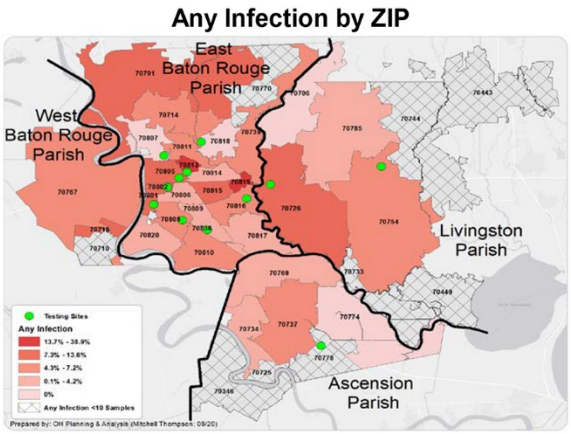 Any Infection by ZIP
East
Baton Rouge
Parish
West
Baton Rouge
Parish
Livingston
Parish
Ascension
Parish
70791
70770
70706
70443
70744
70714
70785
70807
70811
70818
70739
70812
70805
70814
70767
70802
70815
70819
70801
70806
70816
70726
70754
70809
70808
70719
70710
70820
70836
70817
70810
70733
70769
70449
70774
70734
70737
70725
70778
70346
Testing Sites
Any Infection
13.7% - 38.9%
7.3% - 13.6%
4.3% - 7.2%
0.1% - 4.2%
0%
Any Infection <10 Samples
Prepared by: OH Planning & Analysis (Mitchell Thompson: 08/20)